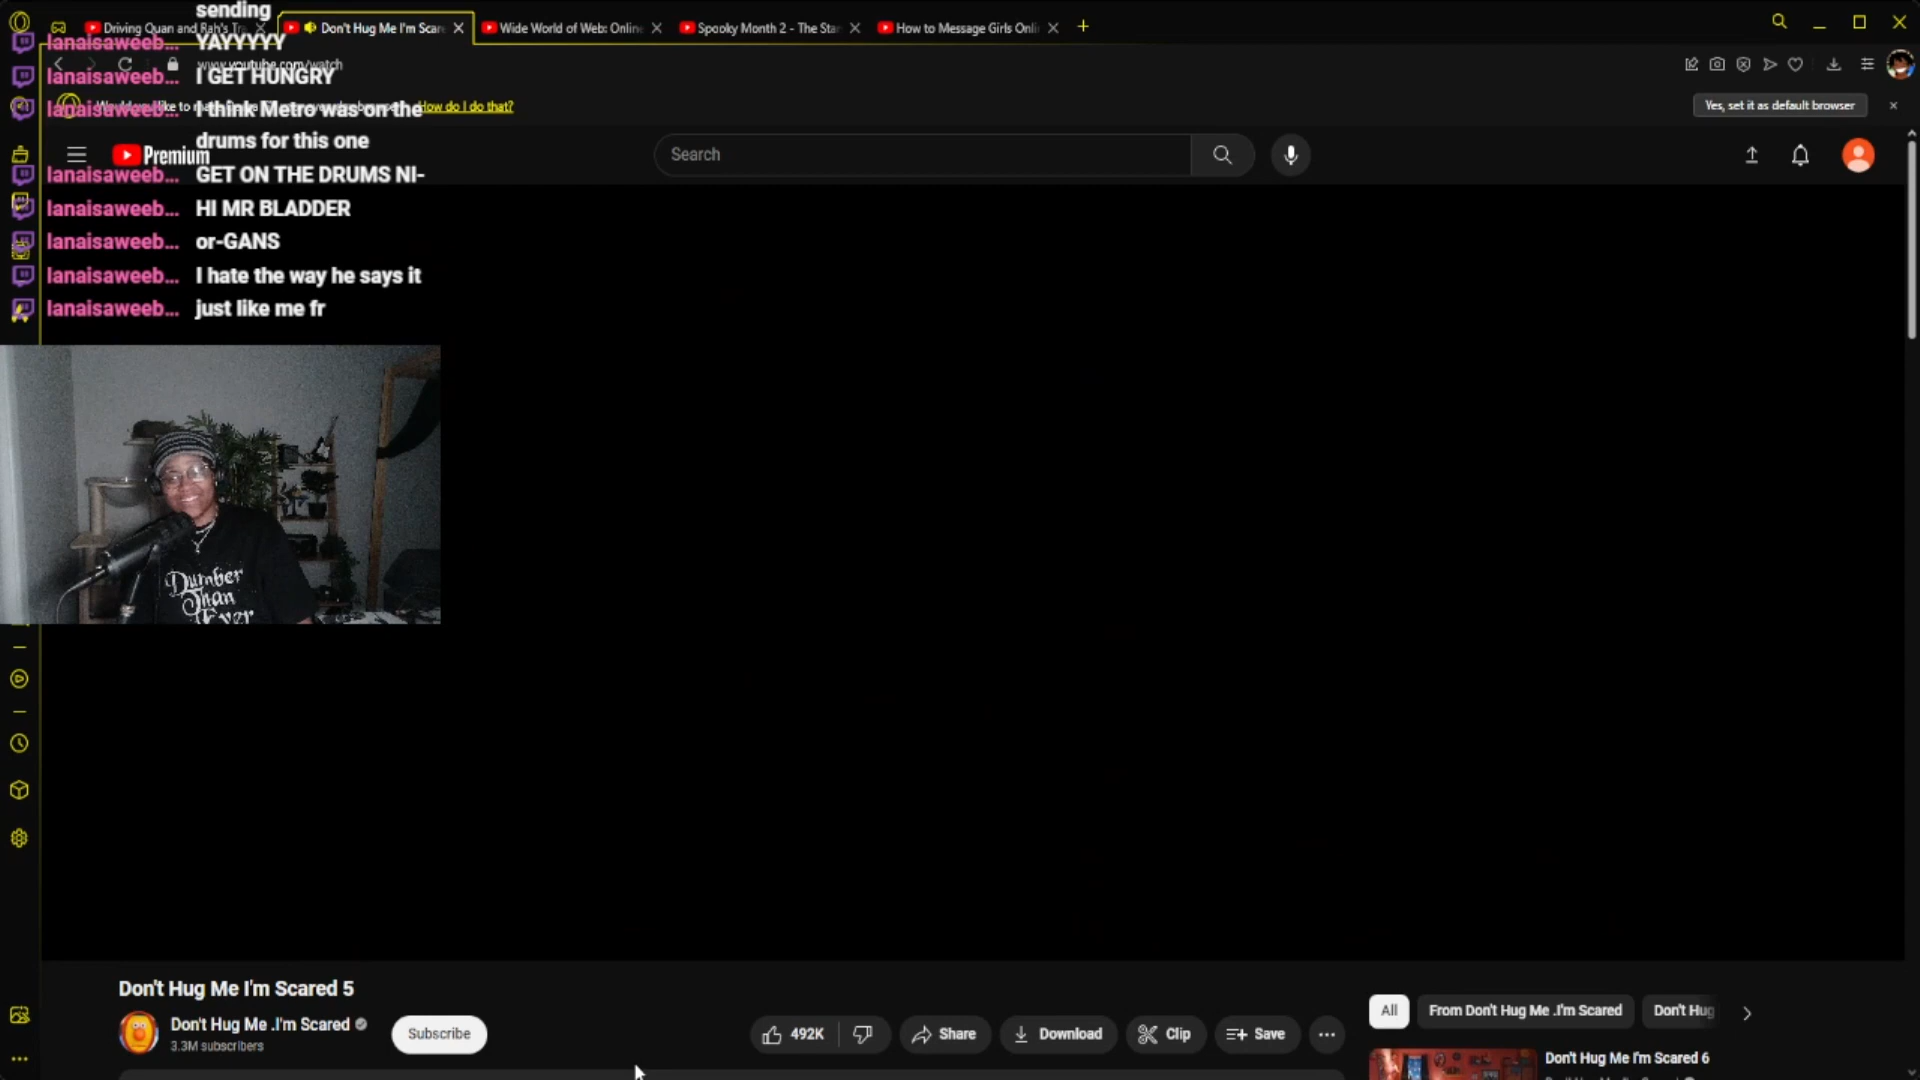 sending
Driving Quan and Rah's Tr
Don't Hug Me I'm Scar
Wide World of Web: Onlin
Spooky Month 2 - The Sta
How to Message Girls Onli
lanaisaweeb... YAYYYYY
www.youtube.com/watch
lanaisaweeb... I GET HUNGRY
lanaisaweeb... I think Metro was on the
drums for this one
How do I do that?
Yes, set it as default browser
Premium
Search
lanaisaweeb... GET ON THE DRUMS NI-
lanaisaweeb... HI MR BLADDER
lanaisaweeb... or-GANS
lanaisaweeb... I hate the way he says it
lanaisaweeb... just like me fr
Dumber
Than
Ever
Don't Hug Me I'm Scared 5
Don't Hug Me .I'm Scared
3.3M subscribers
Subscribe
492K
Share
Download
Clip
Save
All
From Don't Hug Me .I'm Scared
Don't Hug
Don't Hug Me I'm Scared 6